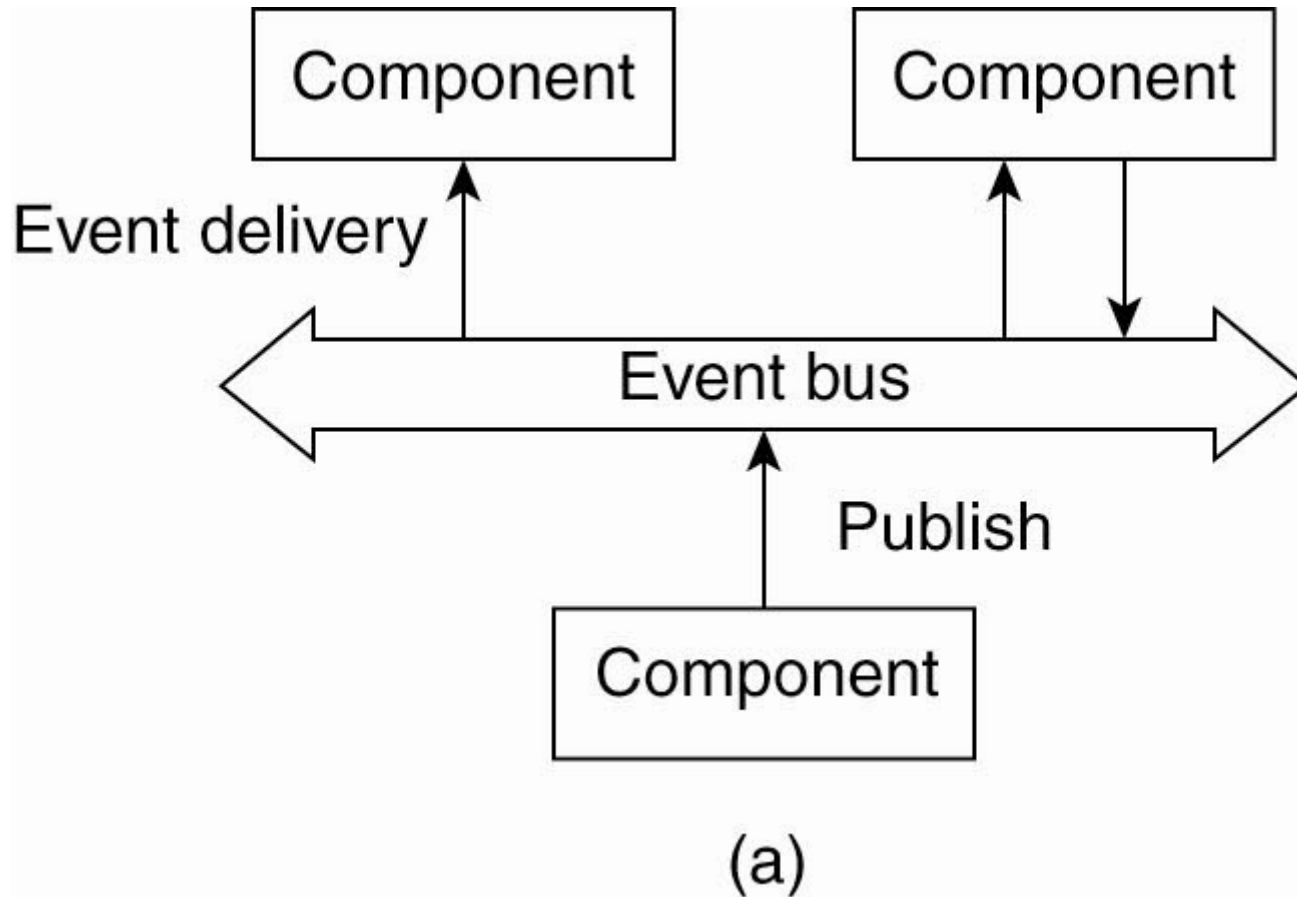 Component
Component
Event delivery
Event bus
Publish
Component
(a)